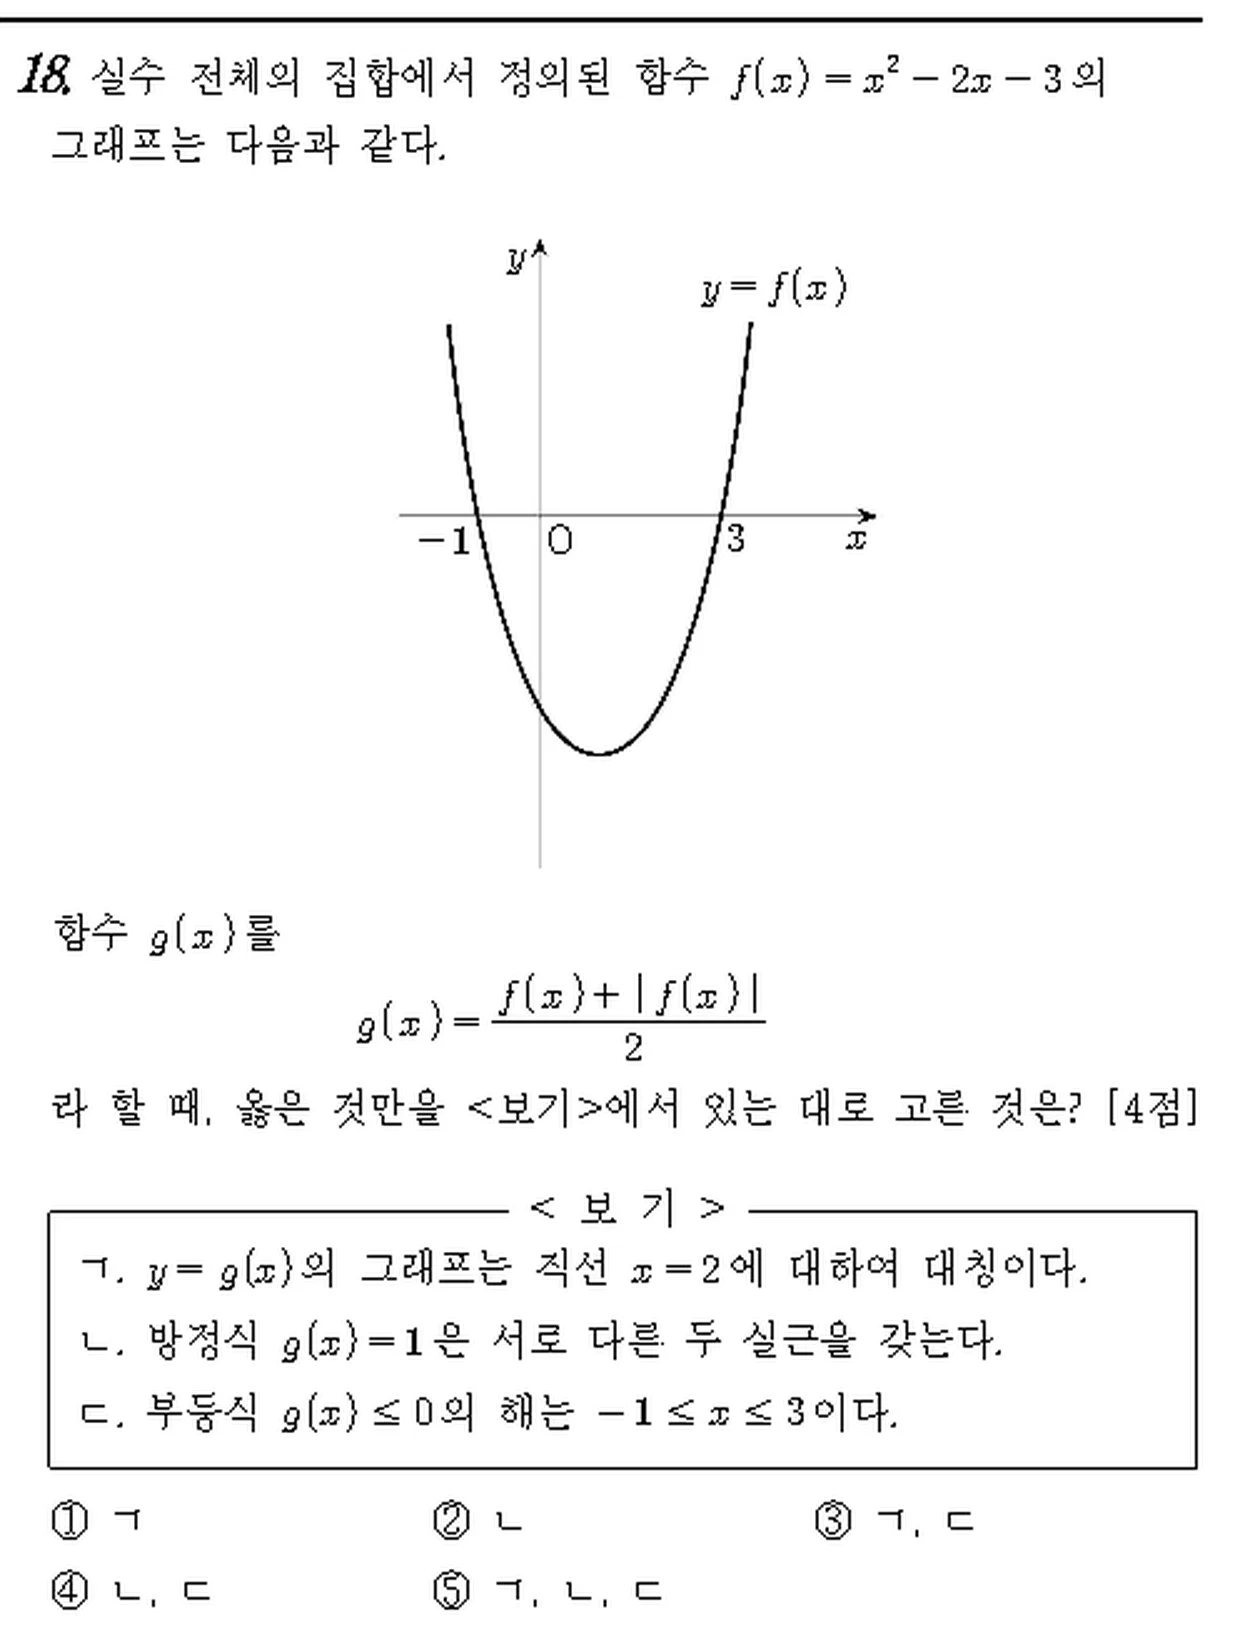 18. 실수 전체의 집합에서 정의된 함수 f(x) = x² − 2x − 3의
그래프는 다음과 같다.
y
y = f(x)
−1 O 3 x
함수 g(x)를
g(x) = (f(x) + |f(x)|) / 2
라 할 때, 옳은 것만을 <보기>에서 있는 대로 고른 것은? [4점]
< 보 기 >
ㄱ. y = g(x)의 그래프는 직선 x = 2에 대하여 대칭이다.
ㄴ. 방정식 g(x) = 1은 서로 다른 두 실근을 갖는다.
ㄷ. 부등식 g(x) ≤ 0의 해는 −1 ≤ x ≤ 3이다.
① ㄱ ② ㄴ ③ ㄱ, ㄷ
④ ㄴ, ㄷ ⑤ ㄱ, ㄴ, ㄷ